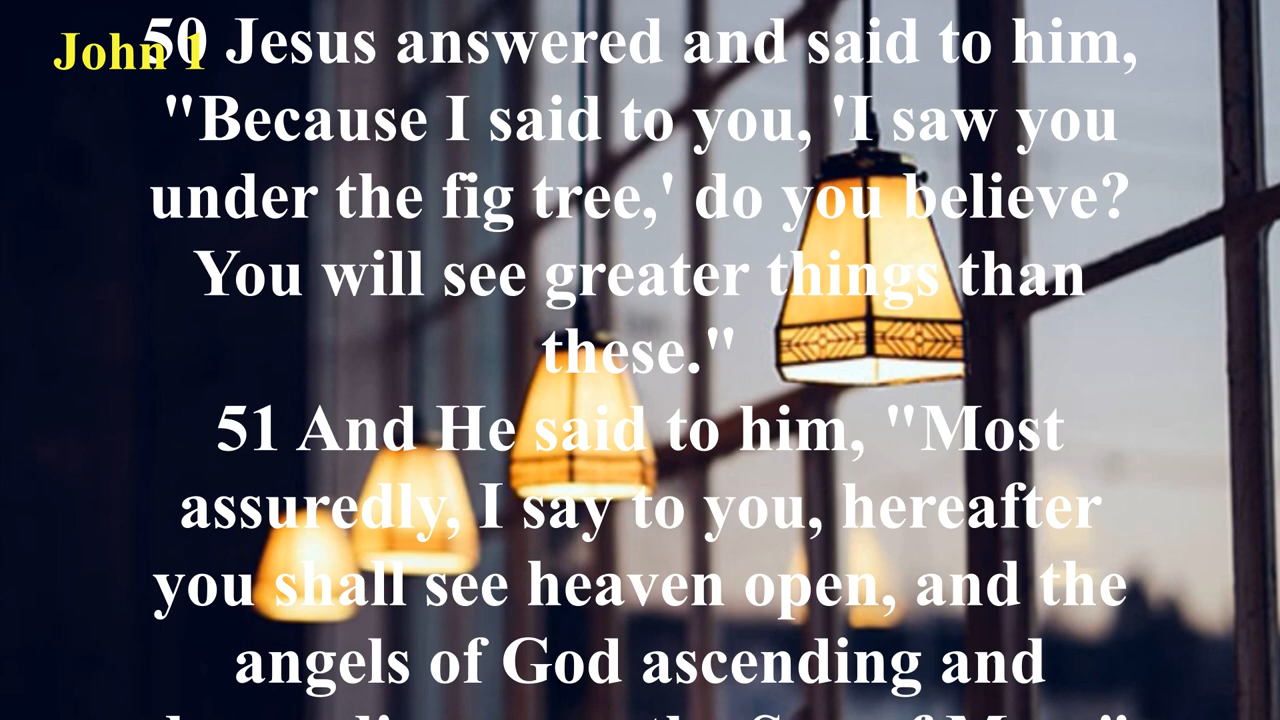 John 1
50 Jesus answered and said to him,
"Because I said to you, 'I saw you
under the fig tree,' do you believe?
You will see greater things than
these."
51 And He said to him, "Most
assuredly, I say to you, hereafter
you shall see heaven open, and the
angels of God ascending and